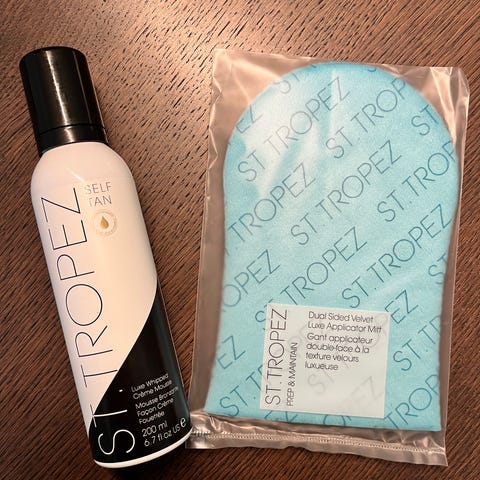 SELF
TAN
ST.TROPEZ
Luxe Whipped
Crème Mousse
Mousse Bronzante
Façon Crème
Fouettée
200 ml
6.7 fl oz US e
ST.TROPEZ
ST.TROPEZ
ST.TROPEZ
ST.TROPEZ
ST.TROPEZ
PREP & MAINTAIN
Dual Sided Velvet
Luxe Applicator Mitt
Gant applicateur
double-face à la
texture velours
luxueuse